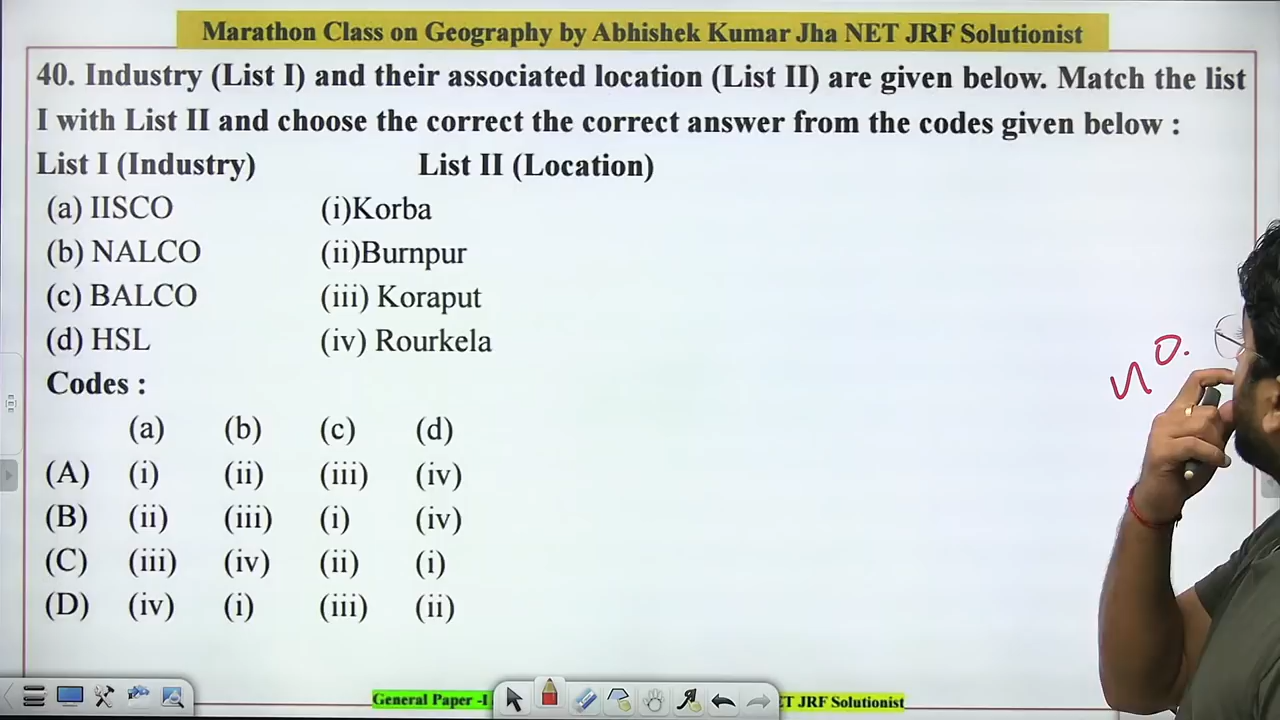 Marathon Class on Geography by Abhishek Kumar Jha NET JRF Solutionist
40. Industry (List I) and their associated location (List II) are given below. Match the list
I with List II and choose the correct the correct answer from the codes given below :
List I (Industry) List II (Location)
(a) IISCO (i)Korba
(b) NALCO (ii)Burnpur
(c) BALCO (iii) Koraput
(d) HSL (iv) Rourkela
no.
Codes :
(a) (b) (c) (d)
(A) (i) (ii) (iii) (iv)
(B) (ii) (iii) (i) (iv)
(C) (iii) (iv) (ii) (i)
(D) (iv) (i) (iii) (ii)
General Paper -I JRF Solutionist